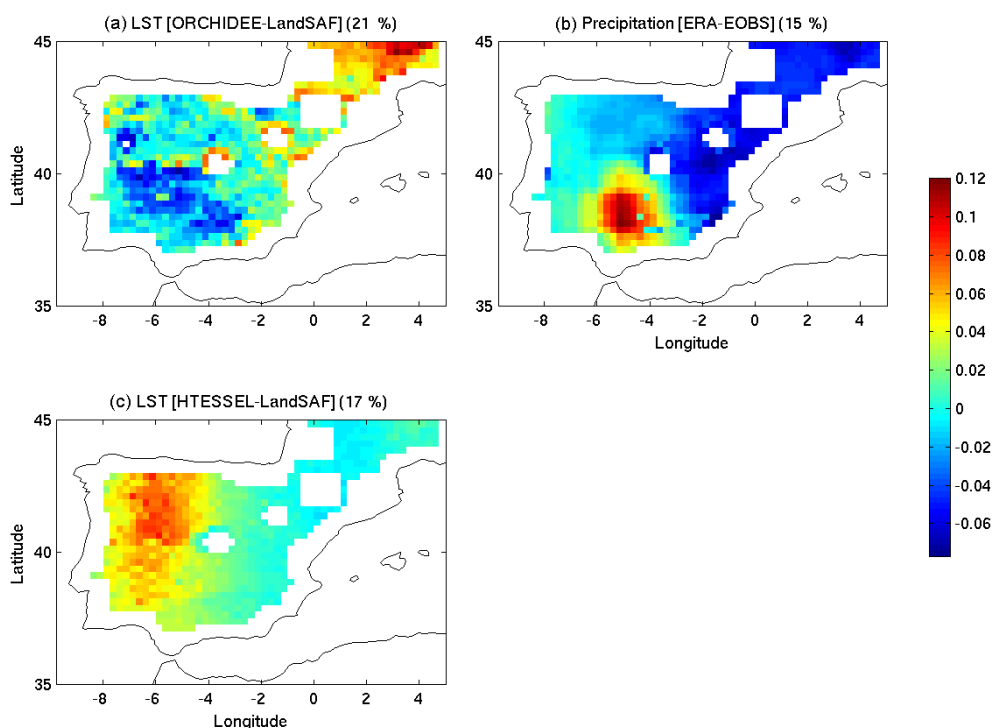 (a) LST [ORCHIDEE-LandSAF] (21 %)
45
40
35
Latitude
-8 -6 -4 -2 0 2 4
(b) Precipitation [ERA-EOBS] (15 %)
45
40
35
Latitude
-8 -6 -4 -2 0 2 4
Longitude
(c) LST [HTESSEL-LandSAF] (17 %)
45
40
35
Latitude
-8 -6 -4 -2 0 2 4
Longitude
0.12
0.1
0.08
0.06
0.04
0.02
0
-0.02
-0.04
-0.06